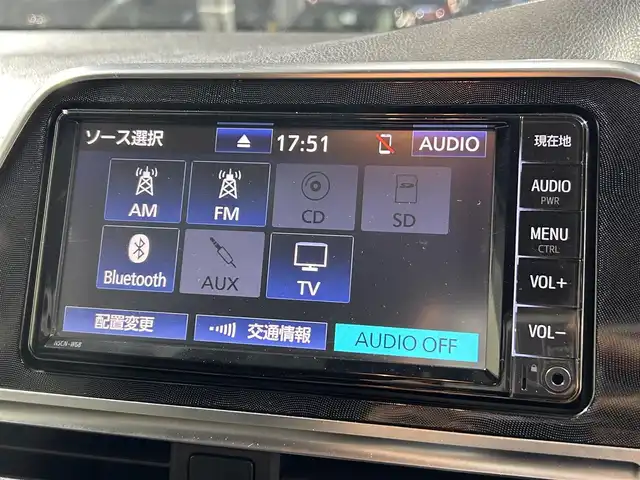 ソース選択
17:51
AUDIO
AM
FM
CD
SD
Bluetooth
AUX
TV
配置変更
交通情報
AUDIO OFF
現在地
AUDIO
PWR
MENU
CTRL
VOL+
VOL-